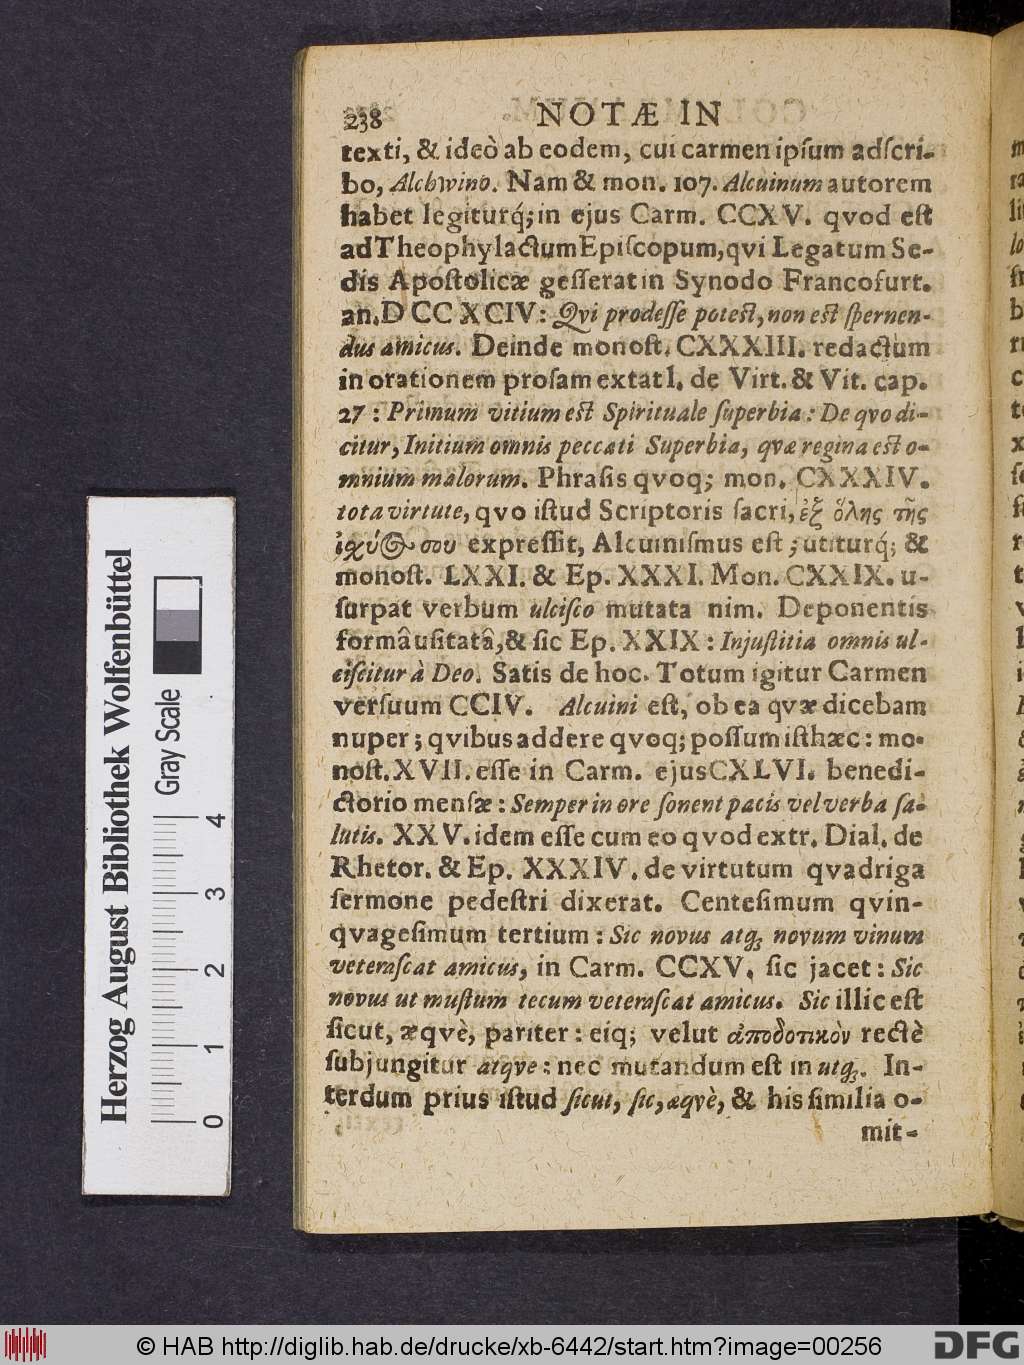 238 NOTÆ IN
texti, & ideò ab eodem, cui carmen ipſum adſcri-
bo, Alchwino. Nam & mon. 107. Alcuinum autorem
habet legiturq́; in ejus Carm. CCXV. qvod eſt
ad Theophylactum Epiſcopum, qvi Legatum Se-
dis Apoſtolicæ geſſerat in Synodo Francofurt.
an. DCCXCIV: Qvi prodeſſe poteſt, non eſt ſpernen-
dus amicus. Deinde monoſt. CXXXIII. redactum
in orationem proſam extat l. de Virt. & Vit. cap.
27 : Primum vitium eſt Spirituale ſuperbia : De qvo di-
citur, Initium omnis peccati Superbia, qvæ regina eſt o-
mnium malorum. Phraſis qvoq; mon. CXXXIV.
tota virtute, qvo iſtud Scriptoris ſacri, ἐξ ὅλης τῆς
ἰχύϘ σου expreſſit, Alcuiniſmus eſt ; utiturq́; &
monoſt. LXXI. & Ep. XXXI. Mon. CXXIX. u-
ſurpat verbum ulciſco mutata nim. Deponentis
formâ uſitatâ, & ſic Ep. XXIX : Injuſtitia omnis ul-
ciſcitur à Deo. Satis de hoc. Totum igitur Carmen
verſuum CCIV. Alcuini eſt, ob ea qvæ dicebam
nuper ; qvibus addere qvoq; poſſum iſthæc : mo-
noſt. XVII. eſſe in Carm. ejus CXLVI. benedi-
ctorio menſæ : Semper in ore ſonent pacis vel verba ſa-
lutis. XXV. idem eſſe cum eo qvod extr. Dial. de
Rhetor. & Ep. XXXIV. de virtutum qvadriga
ſermone pedeſtri dixerat. Centeſimum qvin-
qvageſimum tertium : Sic novus atq; novum vinum
veteraſcat amicus, in Carm. CCXV. ſic jacet : Sic
novus ut muſtum tecum veteraſcat amicus. Sic illic eſt
ſicut, æqvè, pariter : eiq; velut ἀποδοτικὸν rectè
ſubjungitur atqve : nec mutandum eſt in utq;. In-
terdum prius iſtud ſicut, ſic, æqvè, & his ſimilia o-
mit-
Herzog August Bibliothek Wolfenbüttel
Gray Scale
0 1 2 3 4
© HAB http://diglib.hab.de/drucke/xb-6442/start.htm?image=00256
DFG